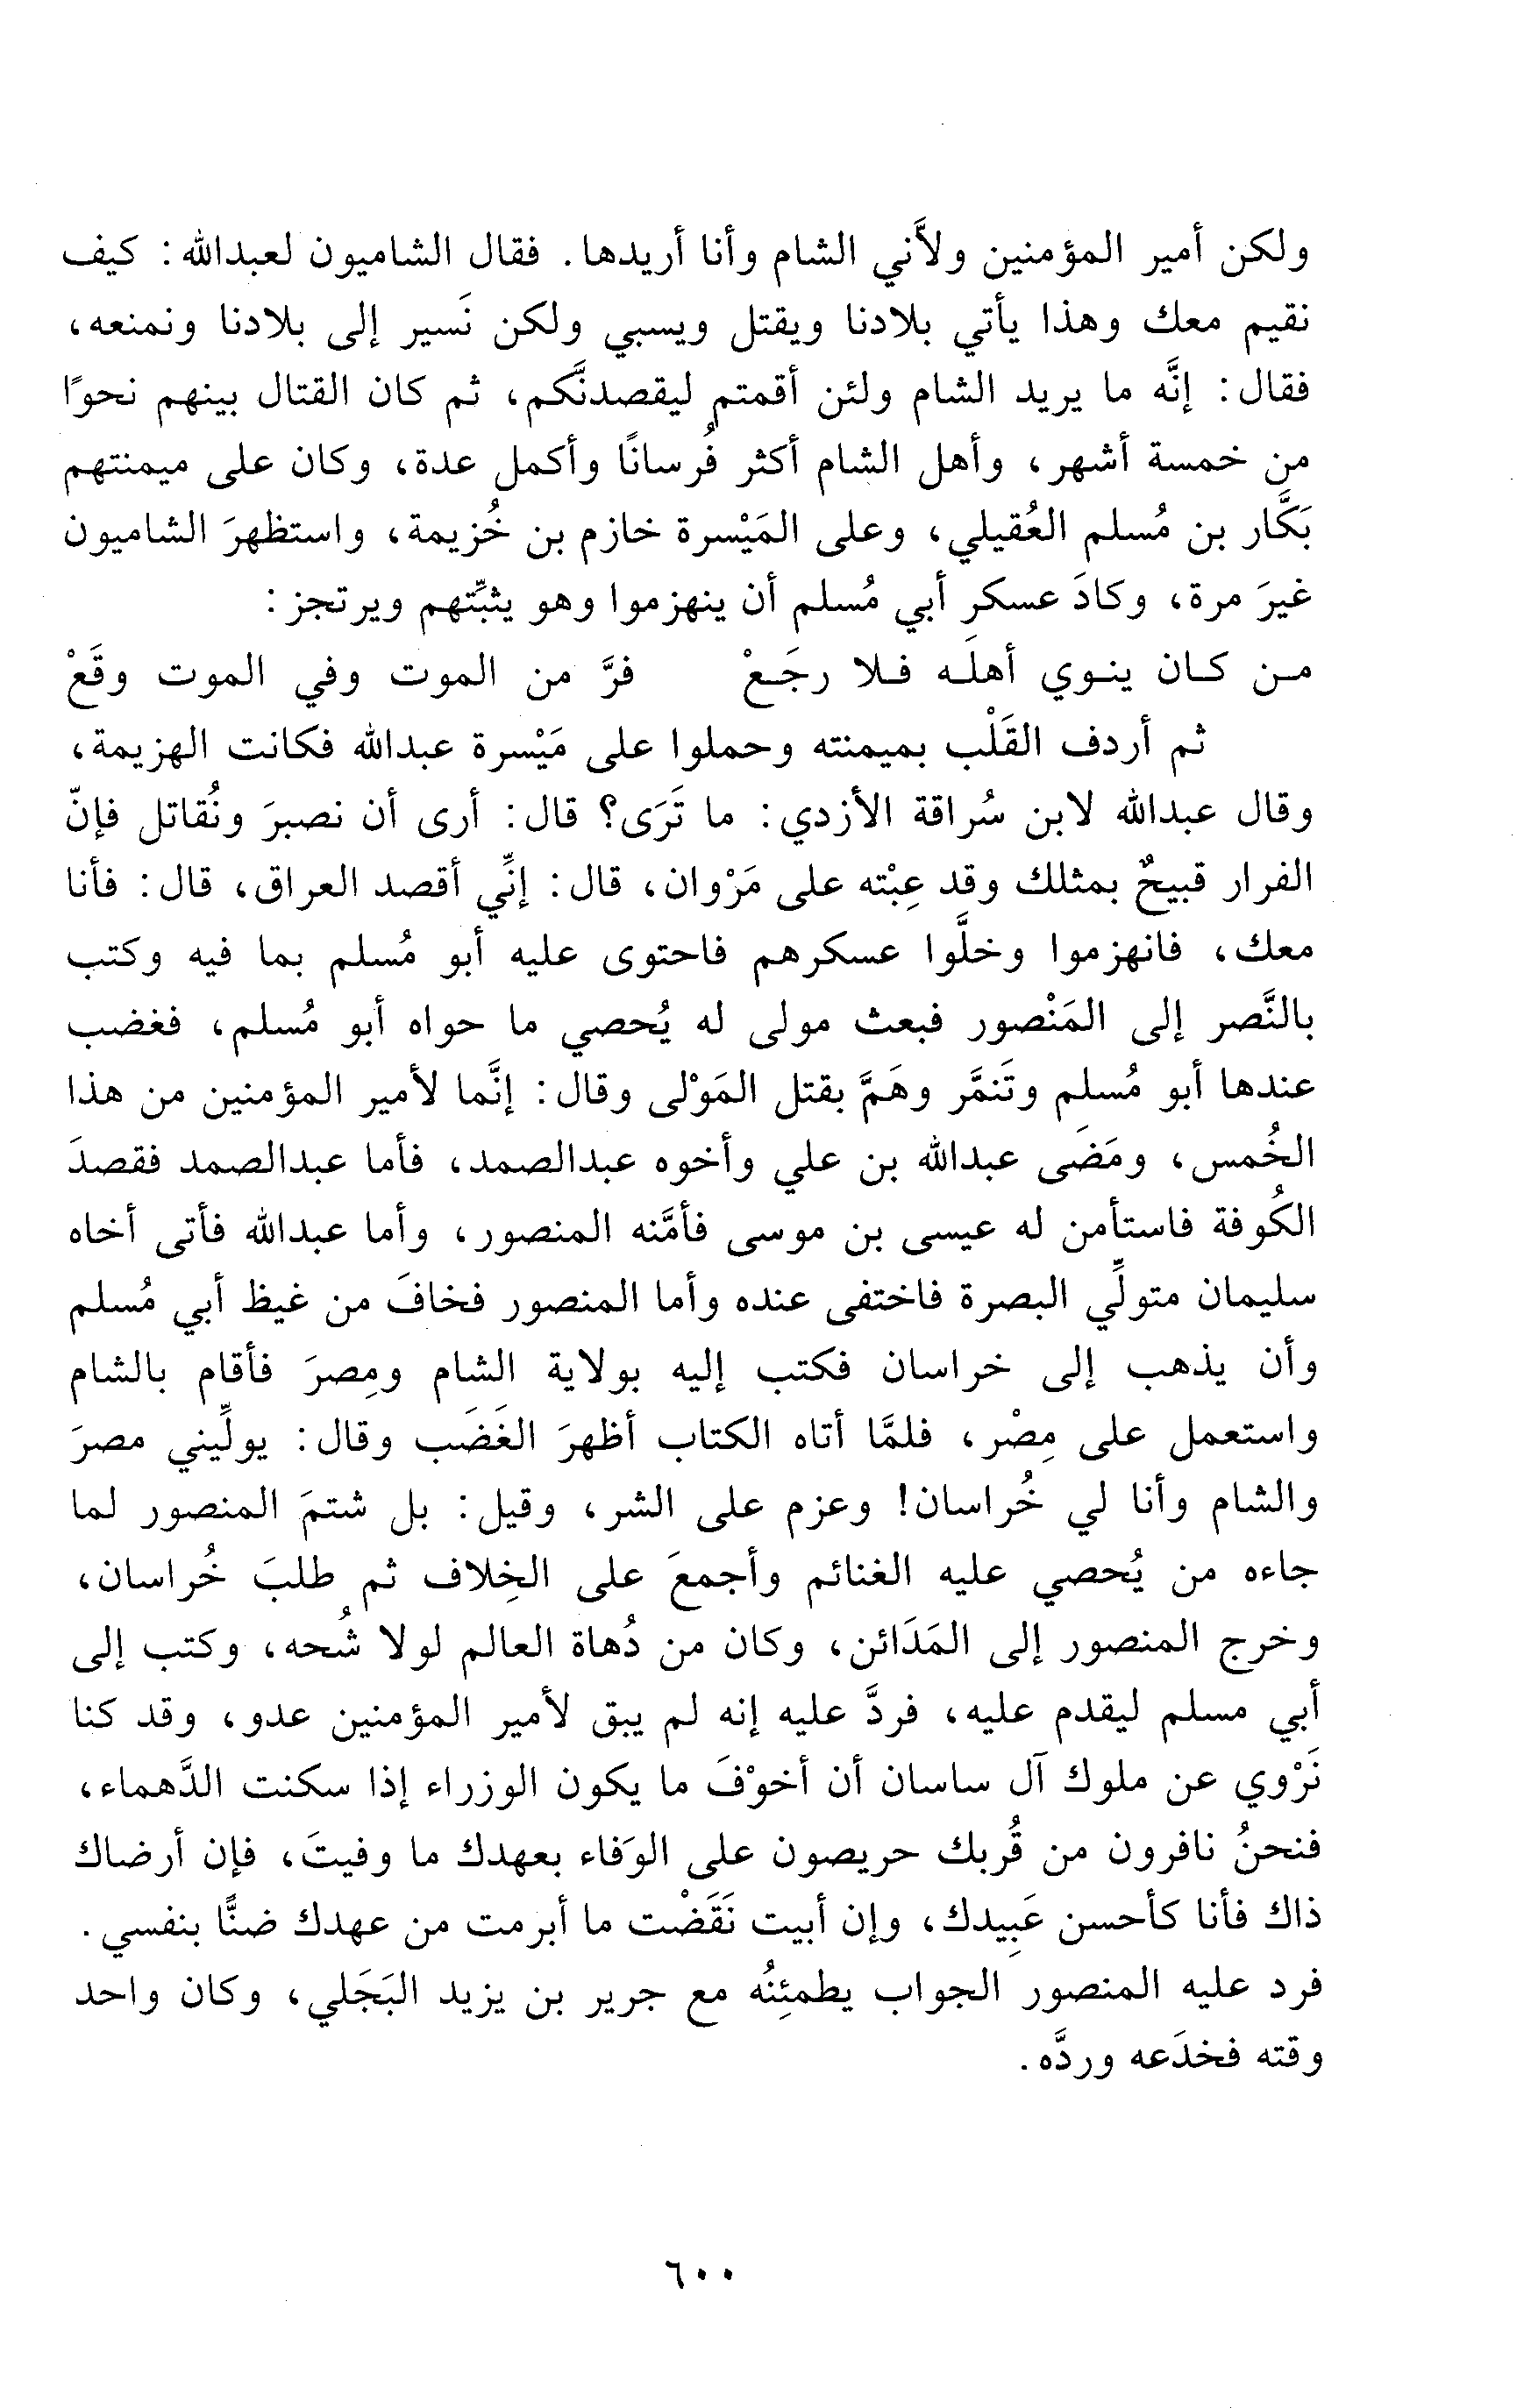 ولكن أمير المؤمنين ولأَّني الشام وأنا أريدها. فقال الشاميون لعبدالله: كيف
نقيم معك وهذا يأتي بلادنا ويقتل ويسبي ولكن نَسير إلى بلادنا ونمنعه،
فقال: إنَّه ما يريد الشام ولئن أقمتم ليقصدنَّكم، ثم كان القتال بينهم نحوًا
من خمسة أشهر، وأهل الشام أكثر فُرسانًا وأكمل عدة، وكان على ميمنتهم
بَكَّار بن مُسلم العُقيلي، وعلى المَيْسرة خازم بن خُزيمة، واستظهرَ الشاميون
غيرَ مرة، وكادَ عسكر أبي مُسلم أن ينهزموا وهو يثبِّتهم ويرتجز:
من كان ينوي أهلَه فلا رجَعْ فرَّ من الموت وفي الموت وقَعْ
ثم أردف القَلْب بميمنته وحملوا على مَيْسرة عبدالله فكانت الهزيمة،
وقال عبدالله لابن سُراقة الأزدي: ما تَرَى؟ قال: أرى أن نصبرَ ونُقاتل فإنّ
الفرار قبيحٌ بمثلك وقد عِبْته على مَرْوان، قال: إنِّي أقصد العراق، قال: فأنا
معك، فانهزموا وخلَّوا عسكرهم فاحتوى عليه أبو مُسلم بما فيه وكتب
بالنَّصر إلى المَنْصور فبعث مولى له يُحصي ما حواه أبو مُسلم، فغضب
عندها أبو مُسلم وتَنمَّر وهَمَّ بقتل المَوْلى وقال: إنَّما لأمير المؤمنين من هذا
الخُمس، ومَضَى عبدالله بن علي وأخوه عبدالصمد، فأما عبدالصمد فقصدَ
الكُوفة فاستأمن له عيسى بن موسى فأمَّنه المنصور، وأما عبدالله فأتى أخاه
سليمان متولِّي البصرة فاختفى عنده وأما المنصور فخافَ من غيظ أبي مُسلم
وأن يذهب إلى خراسان فكتب إليه بولاية الشام ومِصرَ فأقام بالشام
واستعمل على مِصْر، فلمَّا أتاه الكتاب أظهرَ الغَضَب وقال: يولِّيني مصرَ
والشام وأنا لي خُراسان! وعزم على الشر، وقيل: بل شتمَ المنصور لما
جاءه من يُحصي عليه الغنائم وأجمعَ على الخِلاف ثم طلبَ خُراسان،
وخرج المنصور إلى المَدَائن، وكان من دُهاة العالم لولا شُحه، وكتب إلى
أبي مسلم ليقدم عليه، فردَّ عليه إنه لم يبق لأمير المؤمنين عدو، وقد كنا
نَرْوي عن ملوك آل ساسان أن أخوْفَ ما يكون الوزراء إذا سكنت الدَّهماء،
فنحنُ نافرون من قُربك حريصون على الوَفاء بعهدك ما وفيتَ، فإن أرضاك
ذاك فأنا كأحسن عَبِيدك، وإن أبيت نَقَضْت ما أبرمت من عهدك ضنًّا بنفسي.
فرد عليه المنصور الجواب يطمئِنُه مع جرير بن يزيد البَجَلي، وكان واحد
وقته فخدَعه وردَّه.
٦٠٠